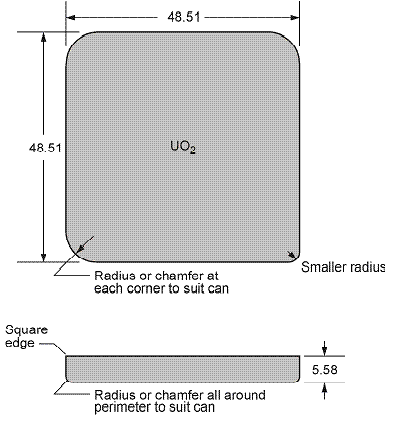 48.51
48.51
UO2
Radius or chamfer at
each corner to suit can
Smaller radius
Square
edge
5.58
Radius or chamfer all around
perimeter to suit can